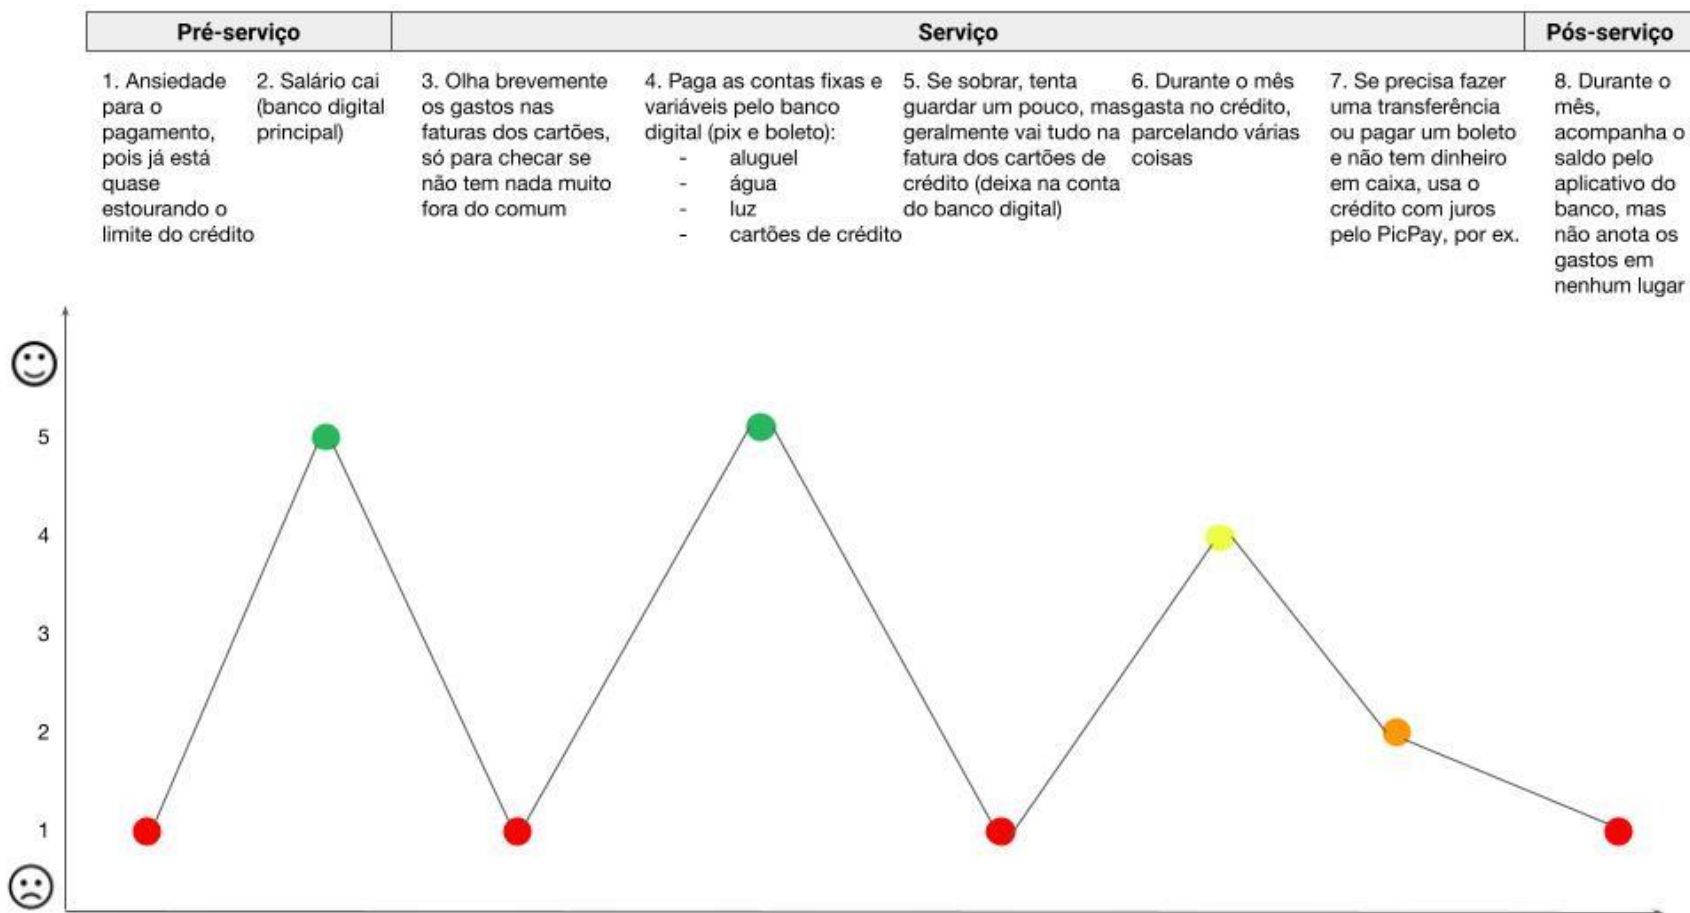 Pré-serviço
Serviço
Pós-serviço
1. Ansiedade
para o
pagamento,
pois já está
quase
estourando o
limite do crédito
2. Salário cai
(banco digital
principal)
3. Olha brevemente
os gastos nas
faturas dos cartões,
só para checar se
não tem nada muito
fora do comum
4. Paga as contas fixas e
variáveis pelo banco
digital (pix e boleto):
- aluguel
- água
- luz
- cartões de crédito
5. Se sobrar, tenta
guardar um pouco, mas
geralmente vai tudo na
fatura dos cartões de
crédito (deixa na conta
do banco digital)
6. Durante o mês
gasta no crédito,
parcelando várias
coisas
7. Se precisa fazer
uma transferência
ou pagar um boleto
e não tem dinheiro
em caixa, usa o
crédito com juros
pelo PicPay, por ex.
8. Durante o
mês,
acompanha o
saldo pelo
aplicativo do
banco, mas
não anota os
gastos em
nenhum lugar
5
4
3
2
1